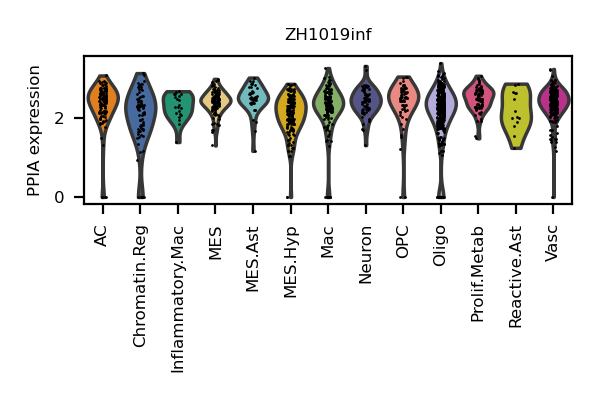 ZH1019inf
PPIA expression
2
0
AC
Chromatin.Reg
Inflammatory.Mac
MES
MES.Ast
MES.Hyp
Mac
Neuron
OPC
Oligo
Prolif.Metab
Reactive.Ast
Vasc